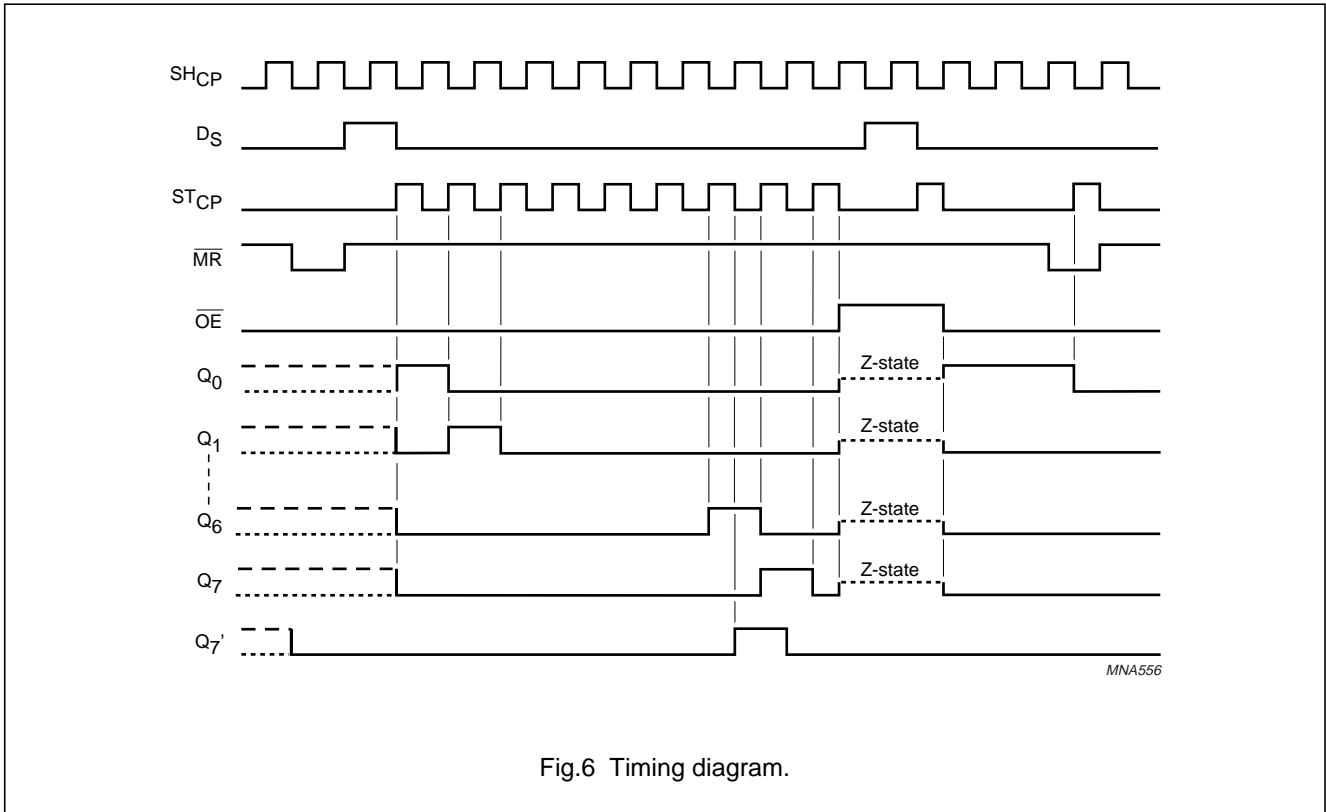 SHCP
DS
STCP
MR
OE
Q0 Z-state
Q1 Z-state
Q6 Z-state
Q7 Z-state
Q7'
MNA556
Fig.6 Timing diagram.